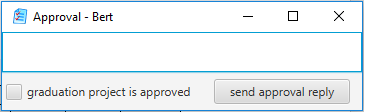 Approval - Bert
graduation project is approved
send approval reply